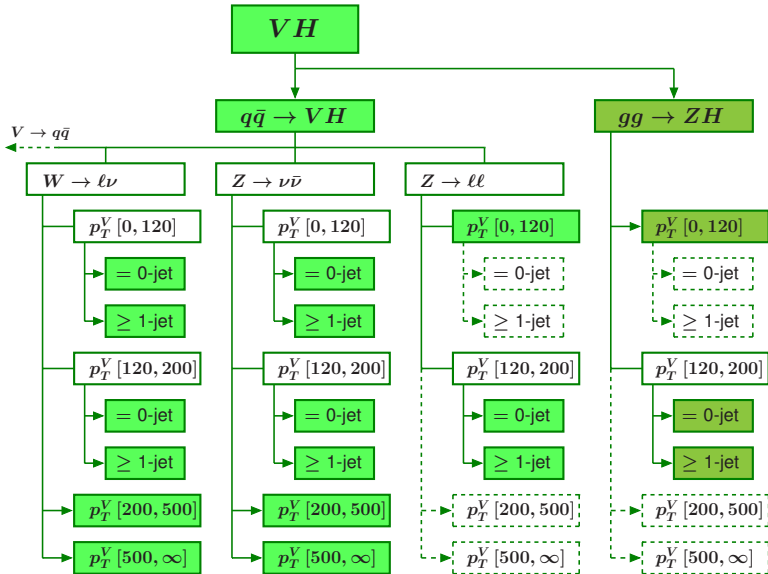 VH
qq̄ → VH
gg → ZH
V → qq̄
W → ℓν
Z → νν̄
Z → ℓℓ
p_T^V [0, 120]
p_T^V [0, 120]
p_T^V [0, 120]
p_T^V [0, 120]
= 0-jet
= 0-jet
= 0-jet
= 0-jet
≥ 1-jet
≥ 1-jet
≥ 1-jet
≥ 1-jet
p_T^V [120, 200]
p_T^V [120, 200]
p_T^V [120, 200]
p_T^V [120, 200]
= 0-jet
= 0-jet
= 0-jet
= 0-jet
≥ 1-jet
≥ 1-jet
≥ 1-jet
≥ 1-jet
p_T^V [200, 500]
p_T^V [200, 500]
p_T^V [200, 500]
p_T^V [200, 500]
p_T^V [500, ∞]
p_T^V [500, ∞]
p_T^V [500, ∞]
p_T^V [500, ∞]